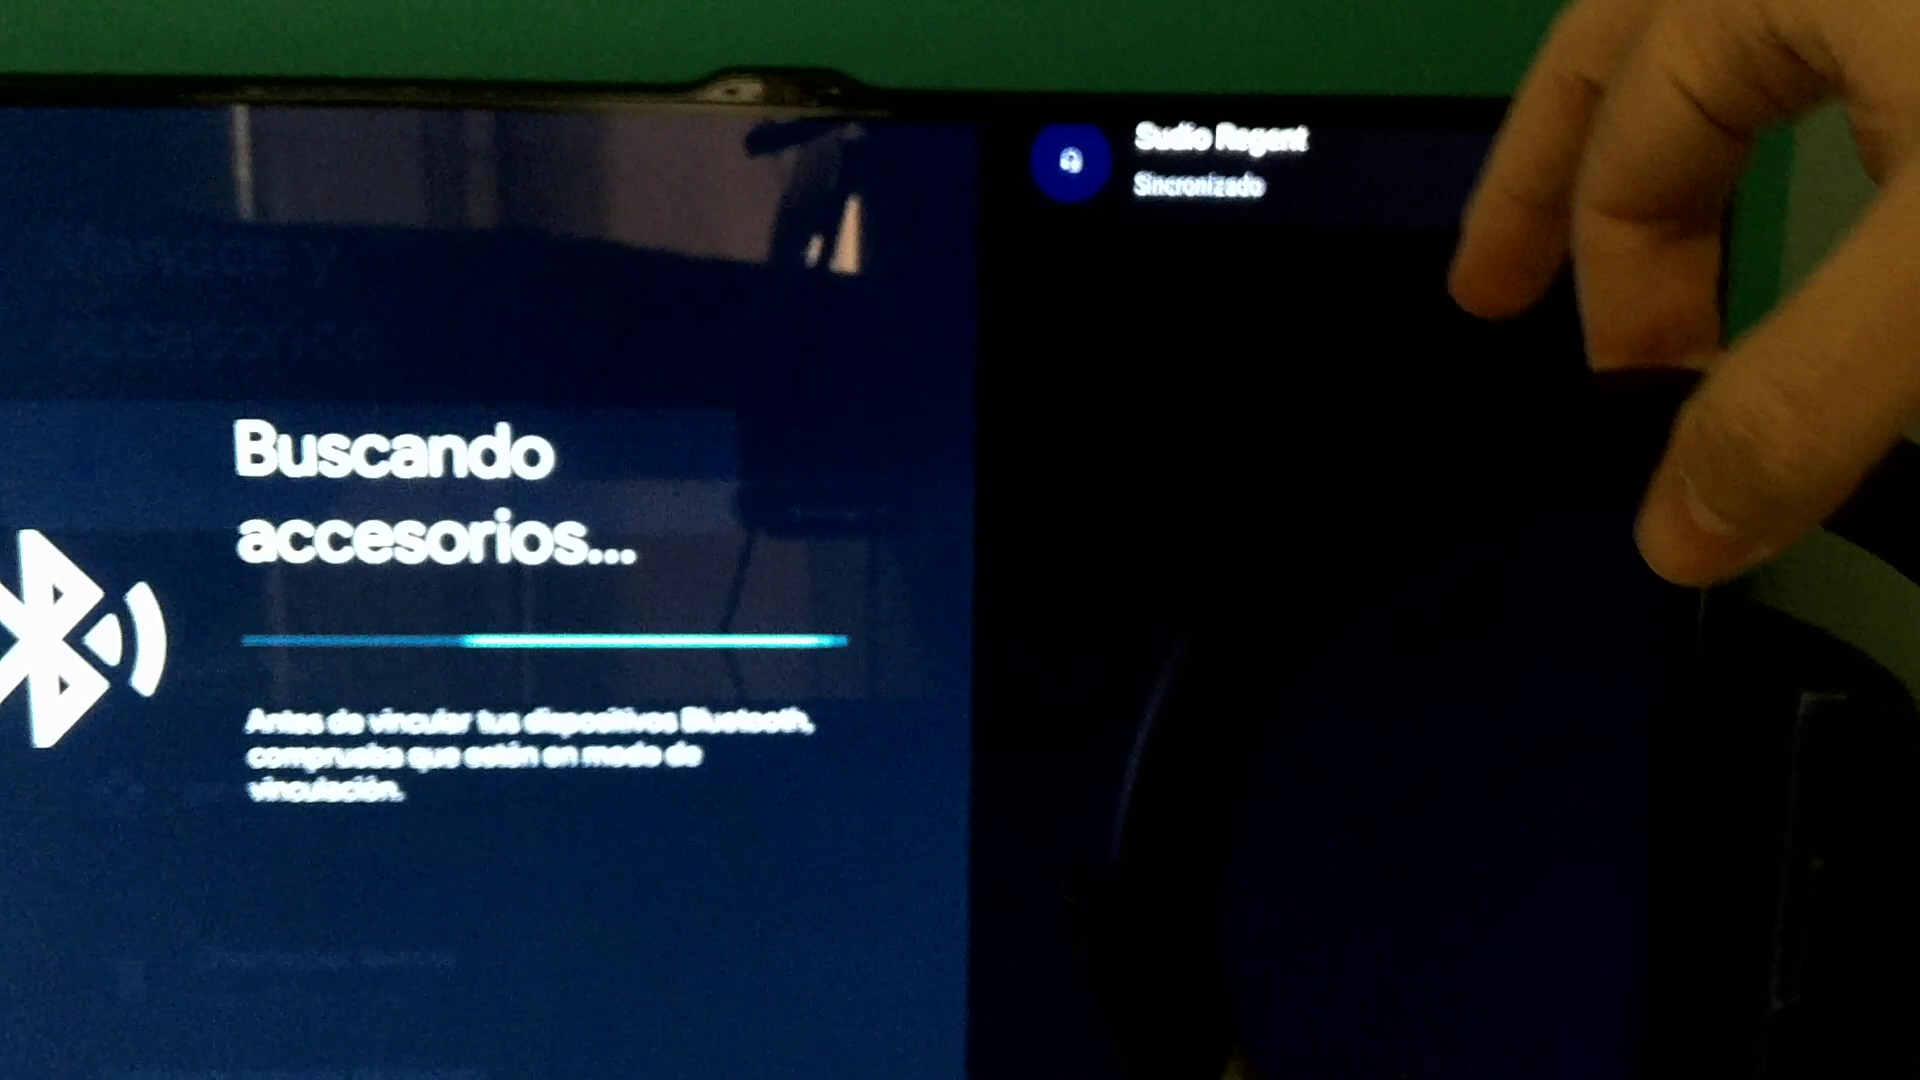 Sudio Regent
Sincronizado
Buscando
accesorios...
Antes de vincular tus dispositivos Bluetooth,
comprueba que están en modo de
vinculación.